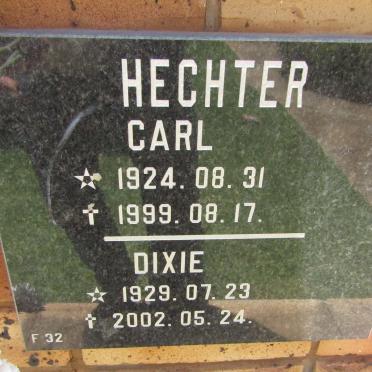 HECHTER
CARL
☆ 1924. 08. 31
✝ 1999. 08. 17.
DIXIE
☆ 1929. 07. 23
✝ 2002. 05. 24.
F 32